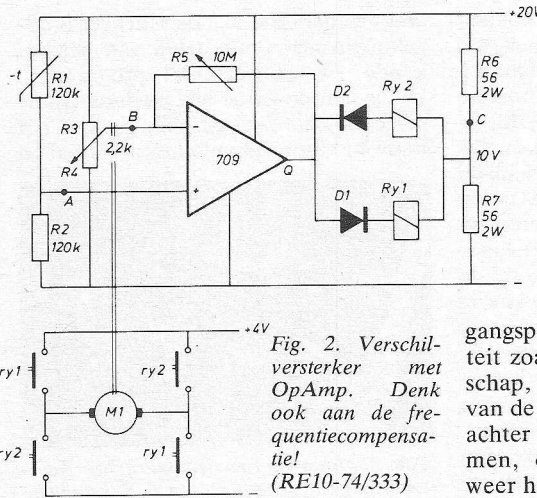 +20V
-t
R1
120k
R3
R4
2,2k
B
A
R2
120k
R5
10M
-
+
709
Q
D2
Ry 2
D1
Ry 1
R6
56
2W
C
10V
R7
56
2W
-
+4V
ry1
ry2
M1
ry2
ry1
-
Fig. 2. Verschil-
versterker met
OpAmp. Denk
ook aan de fre-
quentiecompensa-
tie!
(RE10-74/333)
gangsp
teit zoa
schap,
van de
achter
men,
weer h